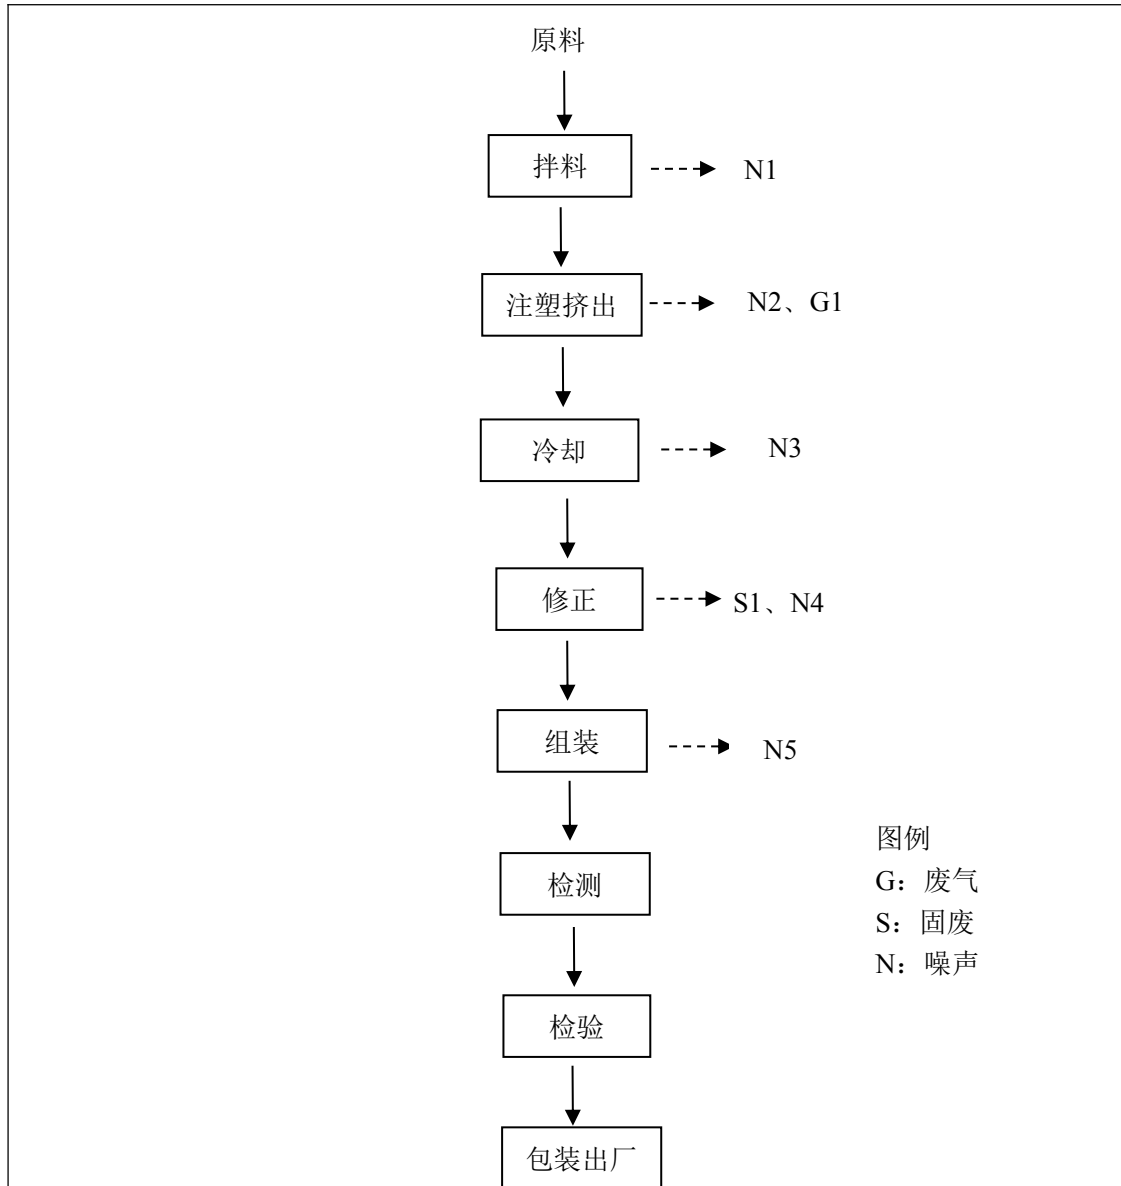 原料
拌料
N1
注塑挤出
N2、G1
冷却
N3
修正
S1、N4
组装
N5
检测
检验
包装出厂
图例
G：废气
S：固废
N：噪声